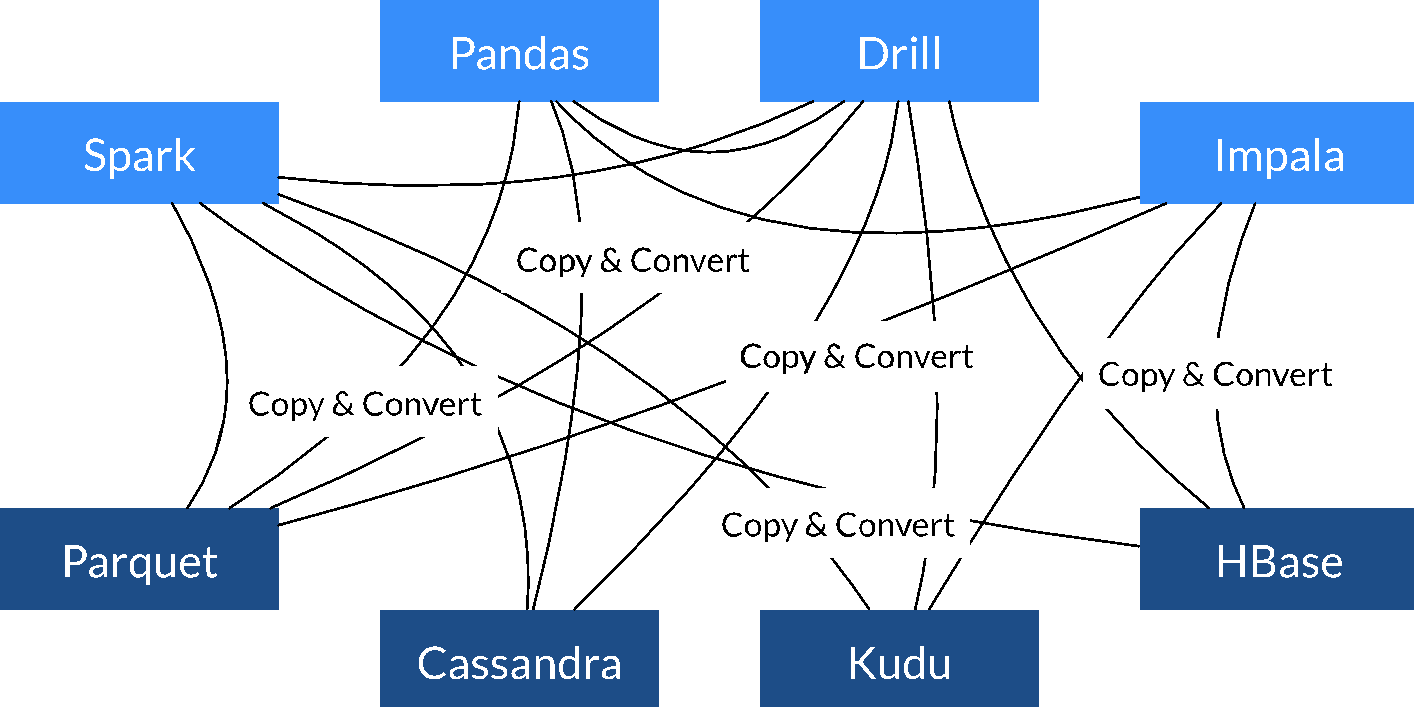 Pandas
Drill
Spark
Impala
Copy & Convert
Copy & Convert
Copy & Convert
Copy & Convert
Copy & Convert
Parquet
HBase
Cassandra
Kudu